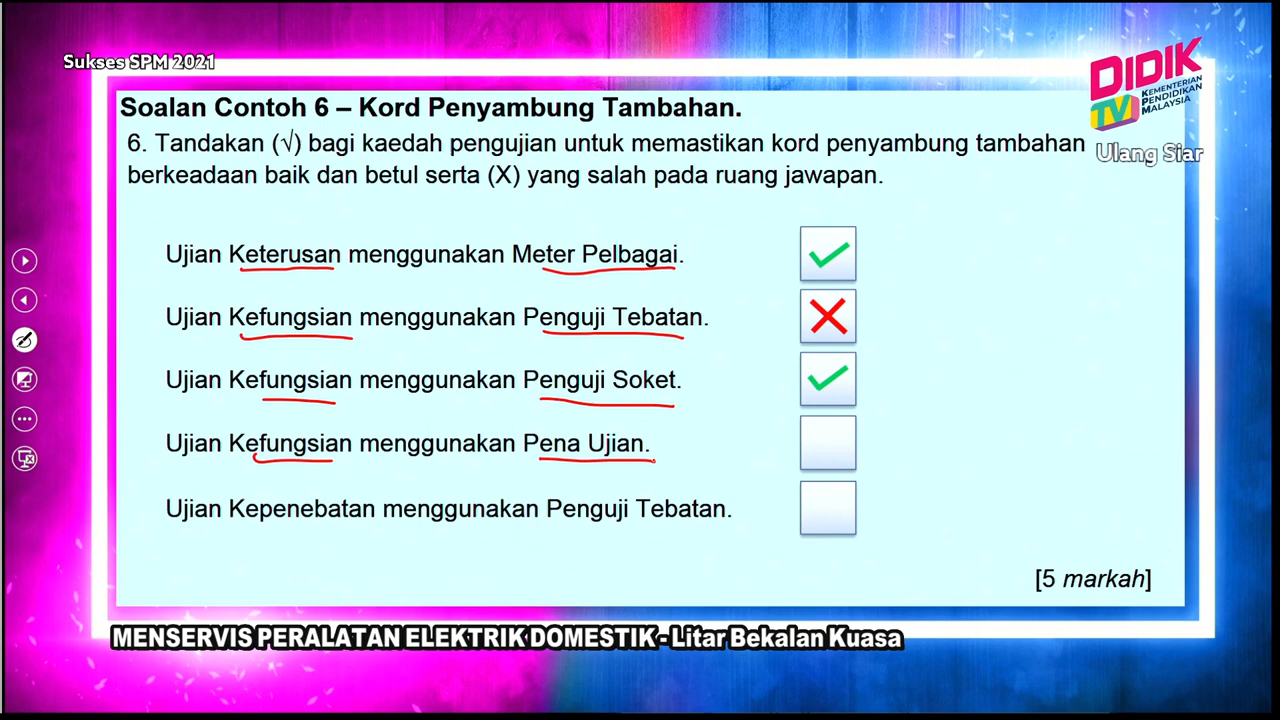 Sukses SPM 2021
DIDIK
TV
KEMENTERIAN
PENDIDIKAN
MALAYSIA
Ulang Siar
Soalan Contoh 6 – Kord Penyambung Tambahan.
6. Tandakan (√) bagi kaedah pengujian untuk memastikan kord penyambung tambahan
berkeadaan baik dan betul serta (X) yang salah pada ruang jawapan.
Ujian Keterusan menggunakan Meter Pelbagai.
Ujian Kefungsian menggunakan Penguji Tebatan.
Ujian Kefungsian menggunakan Penguji Soket.
Ujian Kefungsian menggunakan Pena Ujian.
Ujian Kepenebatan menggunakan Penguji Tebatan.
[5 markah]
MENSERVIS PERALATAN ELEKTRIK DOMESTIK - Litar Bekalan Kuasa